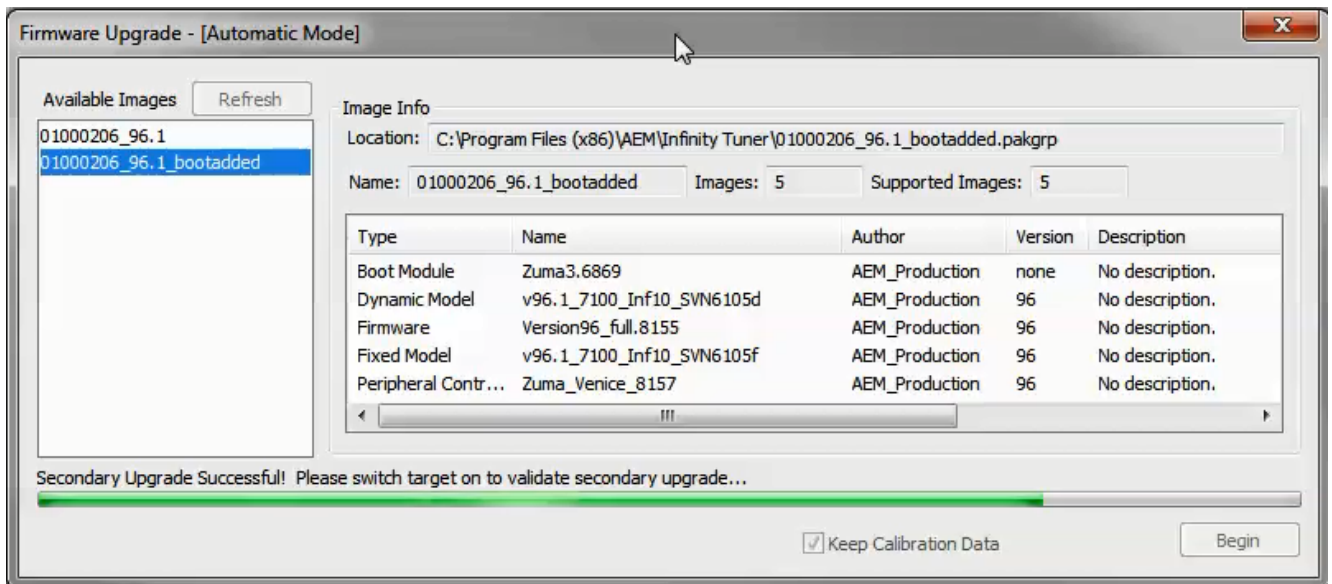 Firmware Upgrade - [Automatic Mode]
Available Images
Refresh
01000206_96.1
01000206_96.1_bootadded
Image Info
Location: C:\Program Files (x86)\AEM\Infinity Tuner\01000206_96.1_bootadded.pakgrp
Name: 01000206_96.1_bootadded Images: 5 Supported Images: 5
Type Name Author Version Description
Boot Module Zuma3.6869 AEM_Production none No description.
Dynamic Model v96.1_7100_Inf10_SVN6105d AEM_Production 96 No description.
Firmware Version96_full.8155 AEM_Production 96 No description.
Fixed Model v96.1_7100_Inf10_SVN6105f AEM_Production 96 No description.
Peripheral Contr... Zuma_Venice_8157 AEM_Production 96 No description.
Secondary Upgrade Successful! Please switch target on to validate secondary upgrade...
Keep Calibration Data
Begin